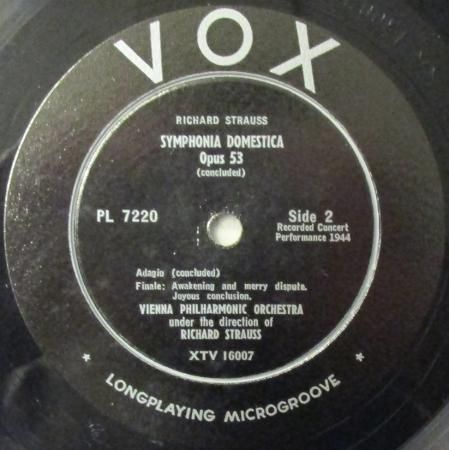 VOX
RICHARD STRAUSS
SYMPHONIA DOMESTICA
Opus 53
(concluded)
PL 7220
Side 2
Recorded Concert
Performance 1944
Adagio (concluded)
Finale: Awakening and merry dispute.
Joyous conclusion.
VIENNA PHILHARMONIC ORCHESTRA
under the direction of
RICHARD STRAUSS
XTV 16007
* LONGPLAYING MICROGROOVE *